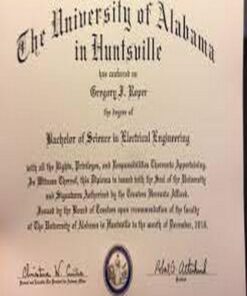 The University of Alabama
in Huntsville
has conferred on
Gregory J. Roper
the degree of
Bachelor of Science in Electrical Engineering
with all the Rights, Privileges, and Responsibilities Thereunto Appertaining.
In Witness Thereof, this Diploma is issued with the Seal of the University
and Signatures Authorized by the Trustees Hereunto Affixed.
Issued by the Board of Trustees upon recommendation of the faculty
of The University of Alabama in Huntsville in the month of December, 2016.
President